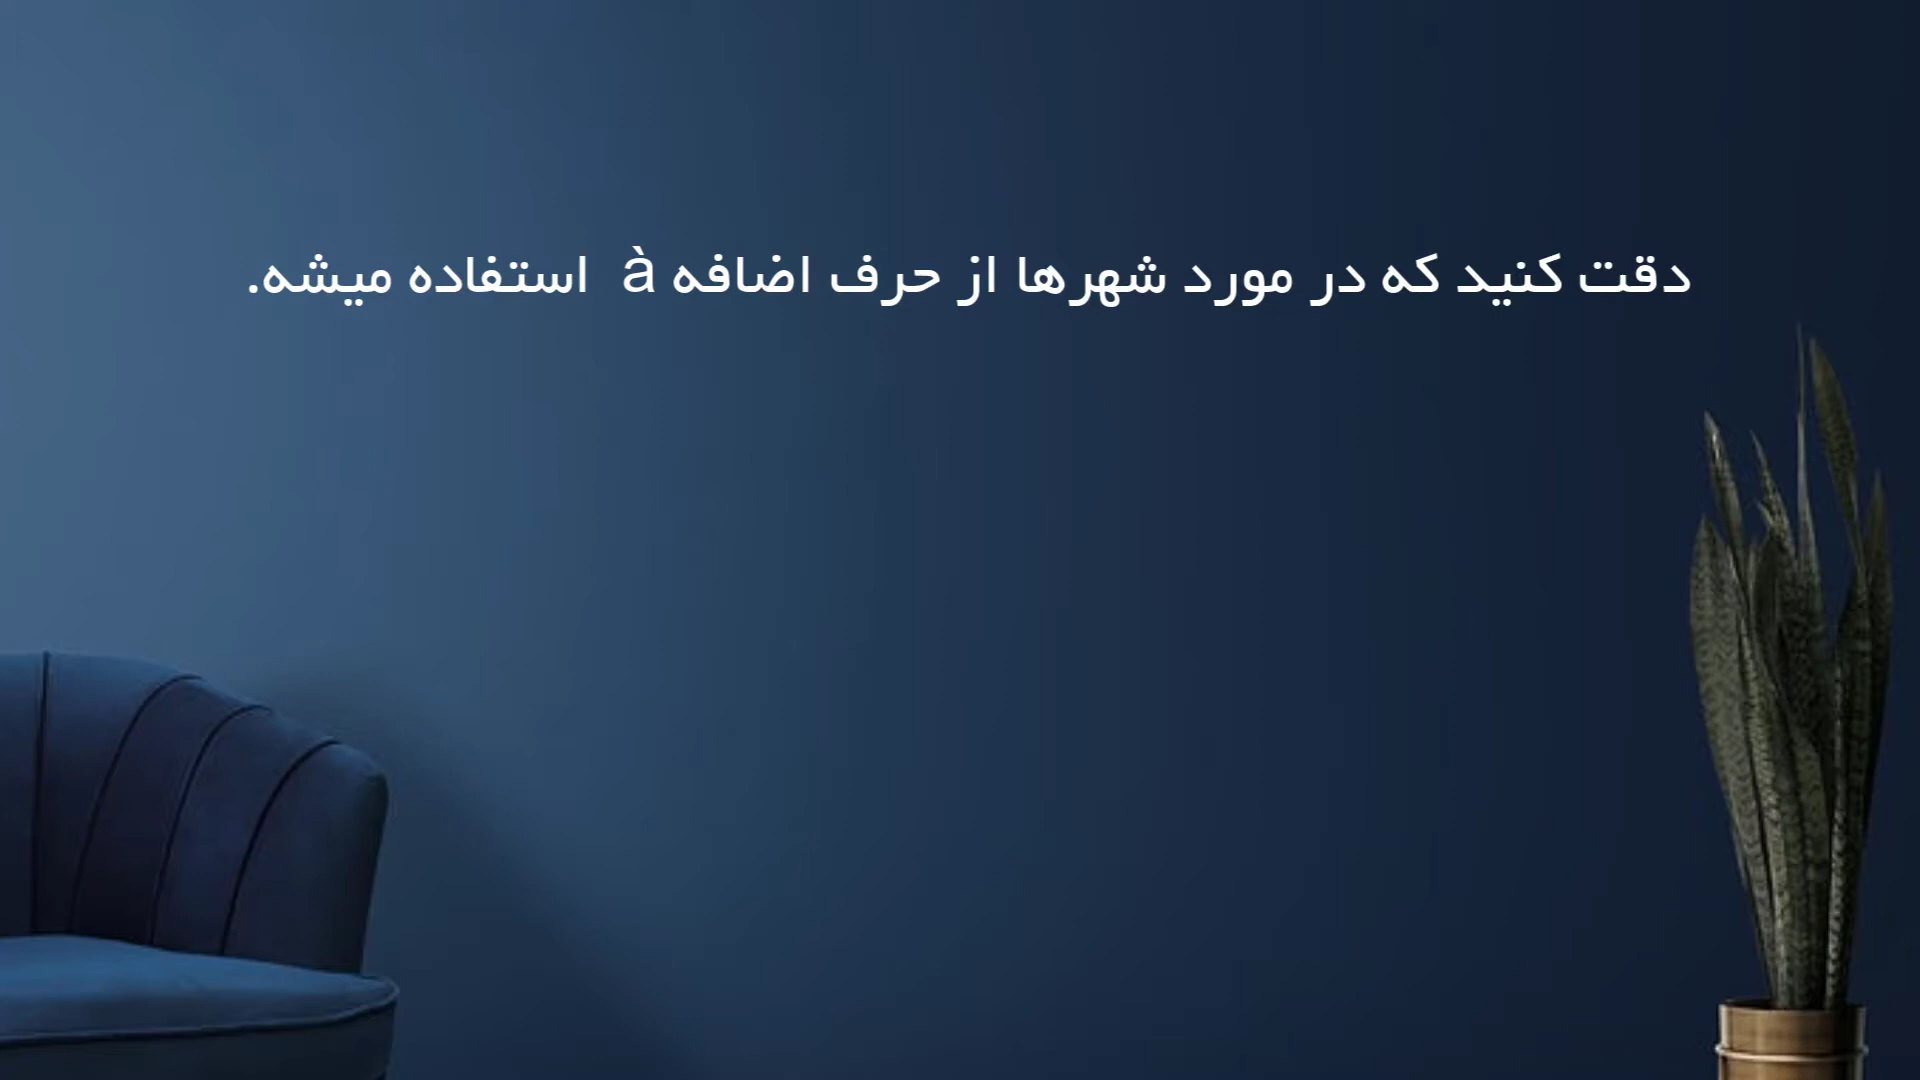 دقت کنید که در مورد شهرها از حرف اضافه à استفاده میشه.